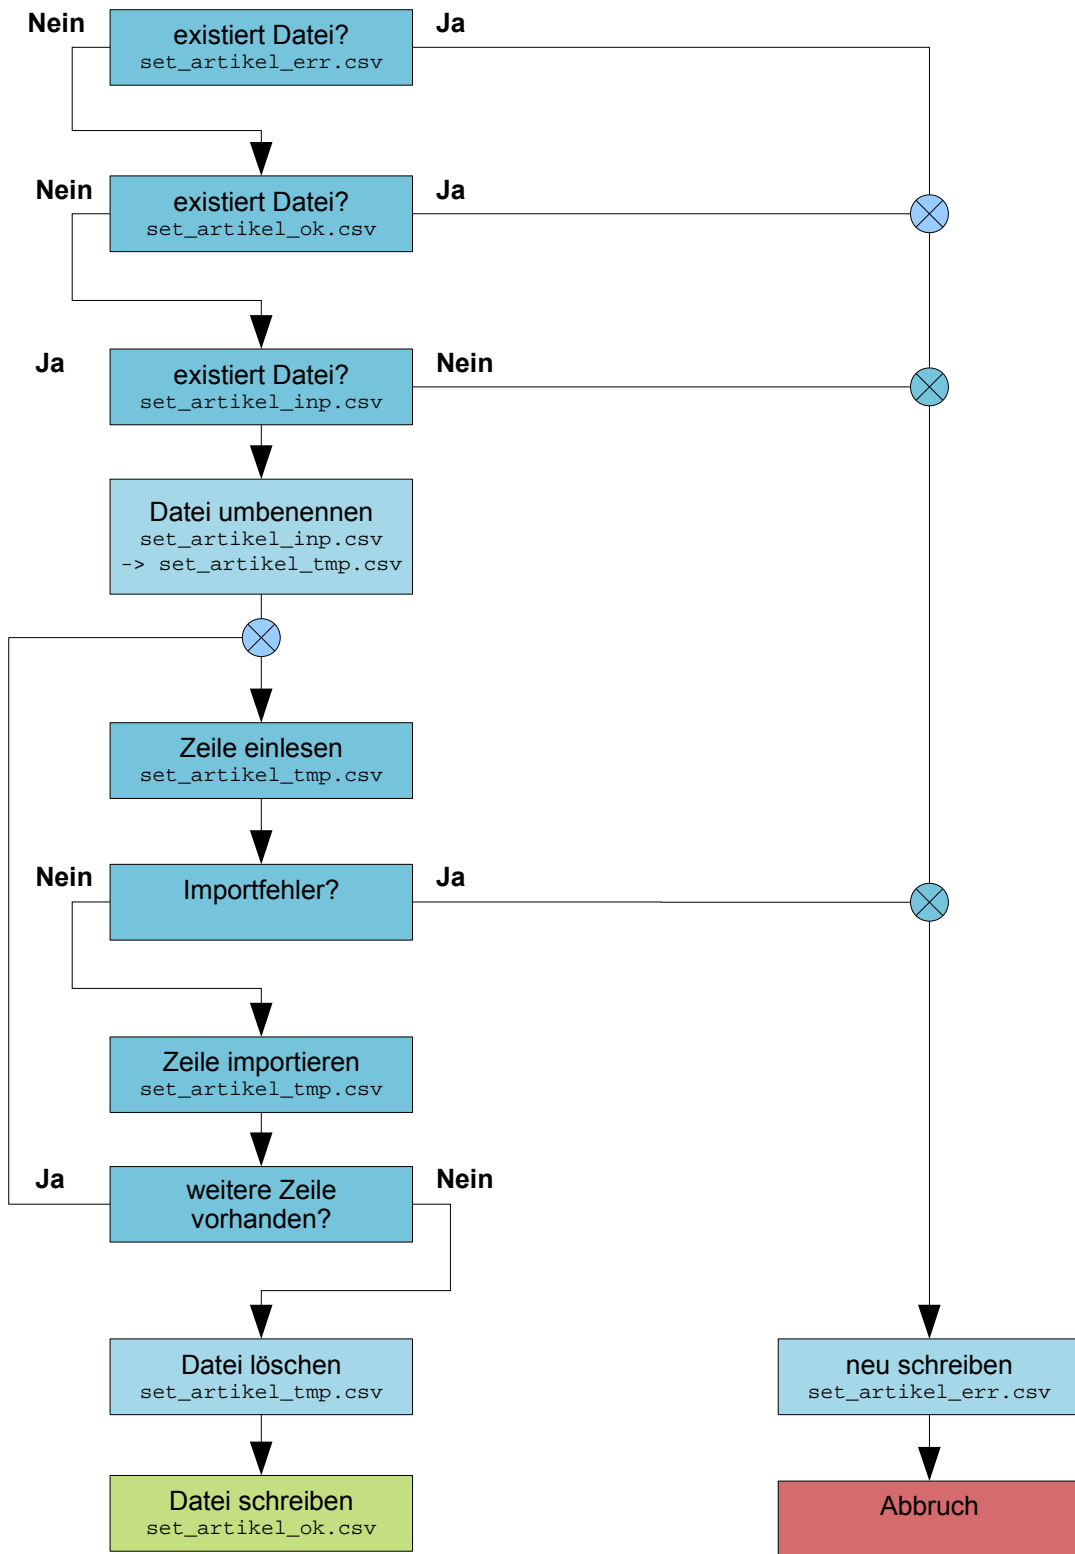 Nein
existiert Datei?
set_artikel_err.csv
Ja
Nein
existiert Datei?
set_artikel_ok.csv
Ja
Ja
existiert Datei?
set_artikel_inp.csv
Nein
Datei umbenennen
set_artikel_inp.csv
-> set_artikel_tmp.csv
Zeile einlesen
set_artikel_tmp.csv
Nein
Importfehler?
Ja
Zeile importieren
set_artikel_tmp.csv
Ja
weitere Zeile
vorhanden?
Nein
Datei löschen
set_artikel_tmp.csv
neu schreiben
set_artikel_err.csv
Datei schreiben
set_artikel_ok.csv
Abbruch